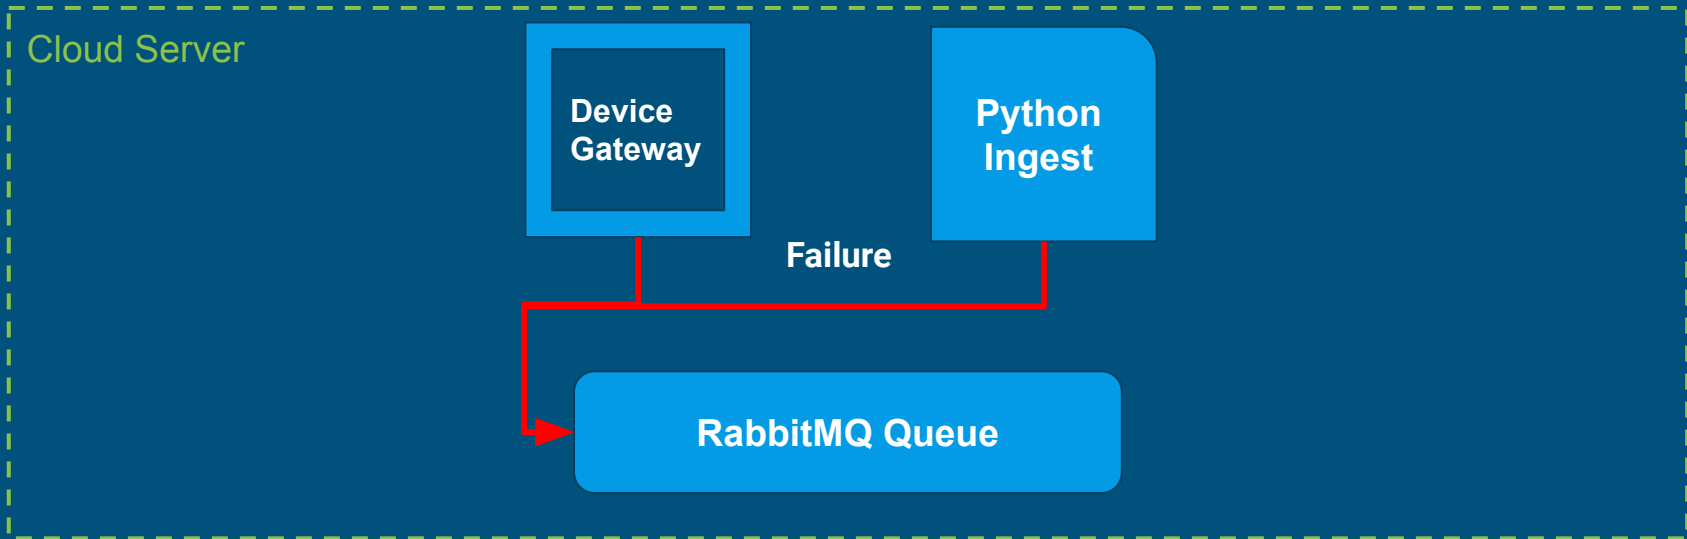 Cloud Server
Device
Gateway
Python
Ingest
Failure
RabbitMQ Queue